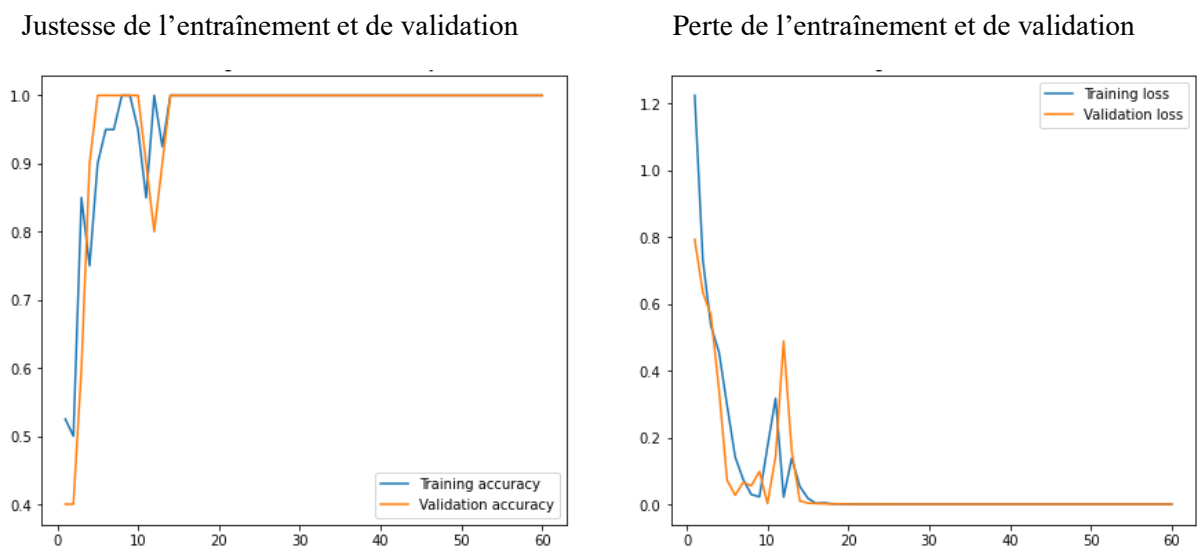 Justesse de l’entraînement et de validation
Perte de l’entraînement et de validation
1.0
0.9
0.8
0.7
0.6
0.5
0.4
Training accuracy
Validation accuracy
0 10 20 30 40 50 60
1.2
1.0
0.8
0.6
0.4
0.2
0.0
Training loss
Validation loss
0 10 20 30 40 50 60